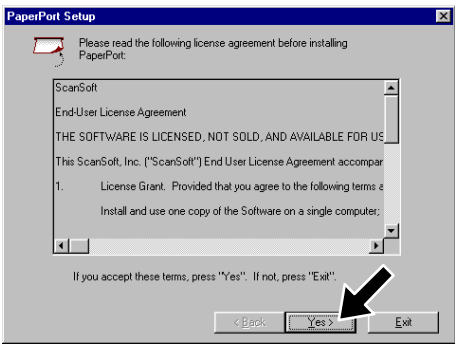 PaperPort Setup
Please read the following license agreement before installing
PaperPort:
ScanSoft
End-User License Agreement
THE SOFTWARE IS LICENSED, NOT SOLD, AND AVAILABLE FOR US
This ScanSoft, Inc. ("ScanSoft") End User License Agreement accompar
1. License Grant. Provided that you agree to the following terms a
Install and use one copy of the Software on a single computer;
If you accept these terms, press "Yes". If not, press "Exit".
< Back Yes > Exit